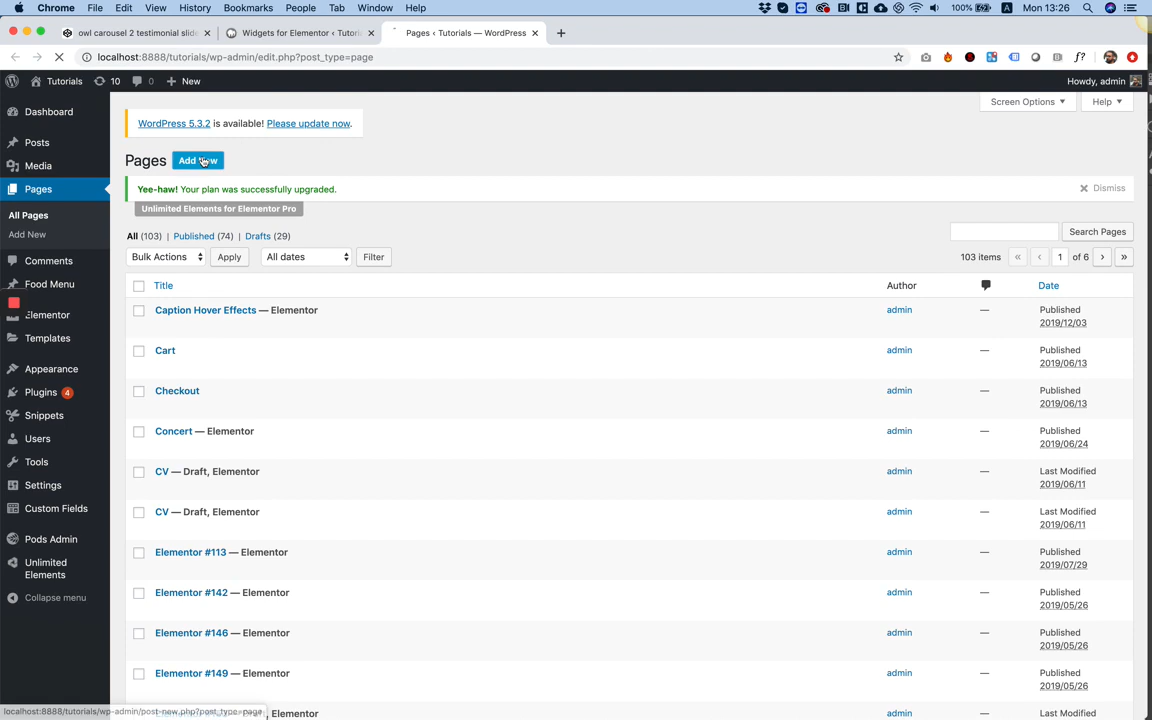 Chrome File Edit View History Bookmarks People Tab Window Help 100% A Mon 13:26
owl carousel 2 testimonial slide × Widgets for Elementor ‹ Tutori × Pages ‹ Tutorials — WordPress × +
localhost:8888/tutorials/wp-admin/edit.php?post_type=page f?
Tutorials 10 0 + New Howdy, admin
Screen Options ▼ Help ▼
Dashboard
Posts
Media
Pages
All Pages
Add New
Comments
Food Menu
Elementor
Templates
Appearance
Plugins 4
Snippets
Users
Tools
Settings
Custom Fields
Pods Admin
Unlimited
Elements
Collapse menu
WordPress 5.3.2 is available! Please update now.
Pages Add New
Yee-haw! Your plan was successfully upgraded. Dismiss
Unlimited Elements for Elementor Pro
All (103) | Published (74) | Drafts (29) Search Pages
Bulk Actions Apply All dates Filter 103 items « ‹ 1 of 6 › »
Title Author Date
Caption Hover Effects — Elementor admin — Published
2019/12/03
Cart admin — Published
2019/06/13
Checkout admin — Published
2019/06/13
Concert — Elementor admin — Published
2019/06/24
CV — Draft, Elementor admin — Last Modified
2019/06/11
CV — Draft, Elementor admin — Last Modified
2019/06/11
Elementor #113 — Elementor admin — Published
2019/07/29
Elementor #142 — Elementor admin — Published
2019/05/26
Elementor #146 — Elementor admin — Published
2019/05/26
Elementor #149 — Elementor admin — Published
2019/05/26
Elementor admin — Published
localhost:8888/tutorials/wp-admin/post-new.php?post_type=page